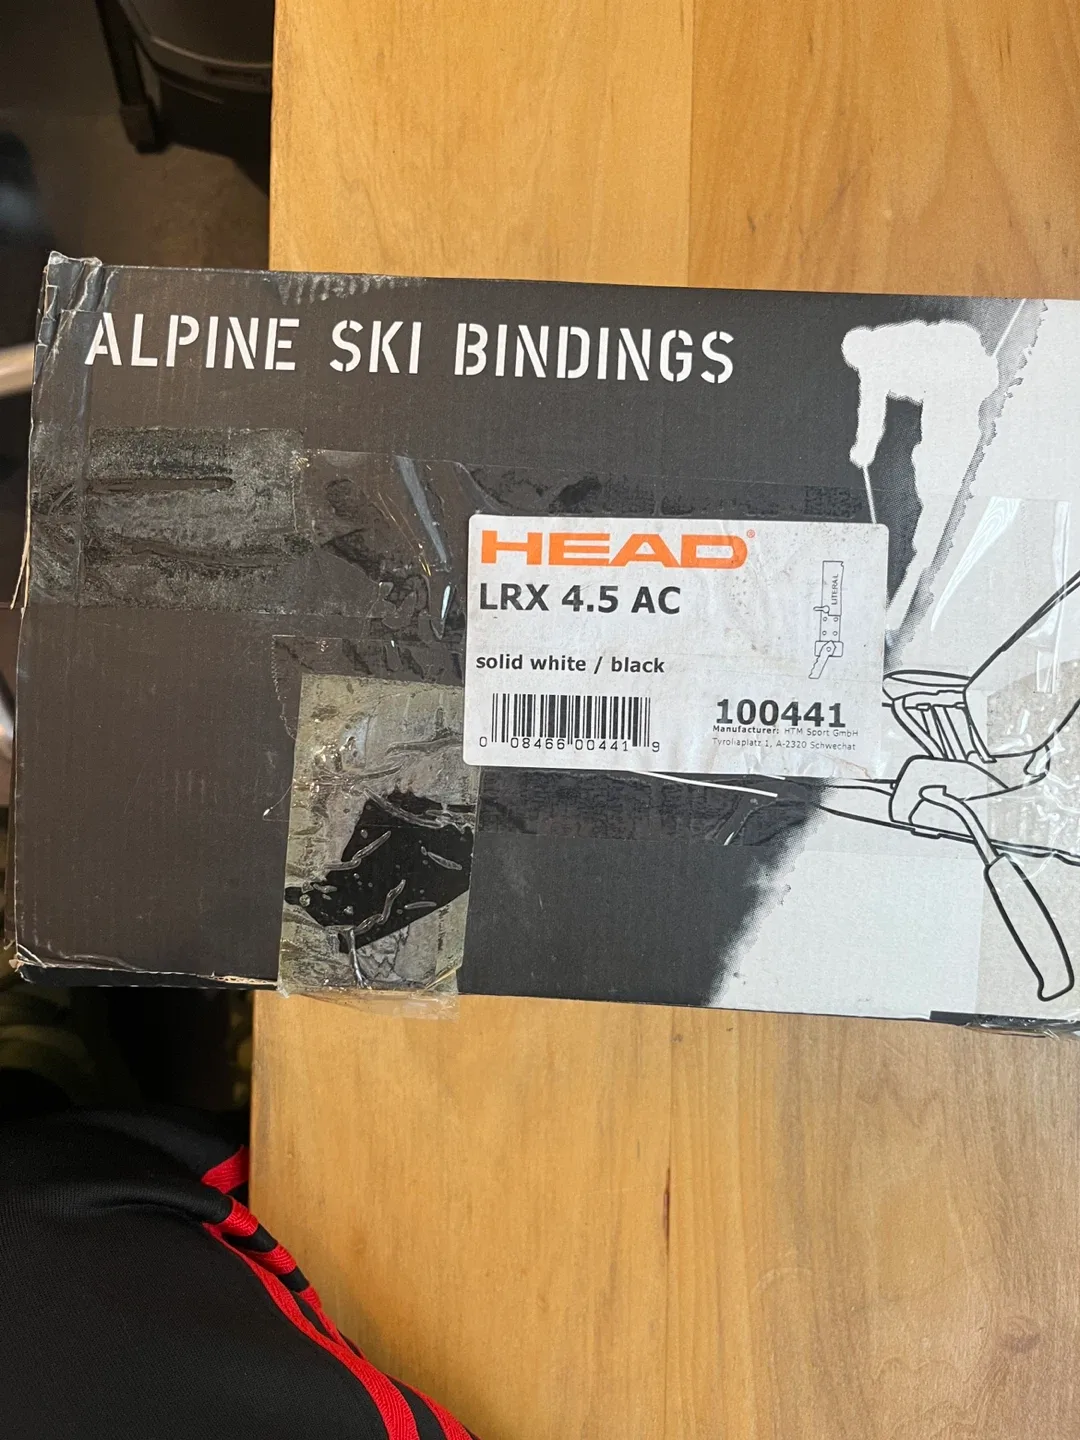 ALPINE SKI BINDINGS
HEAD®
LRX 4.5 AC
LITERAL
solid white / black
100441
Manufacturer: HTM Sport GmbH
Tyroliaplatz 1, A-2320 Schwechat
0 08466 00441 9